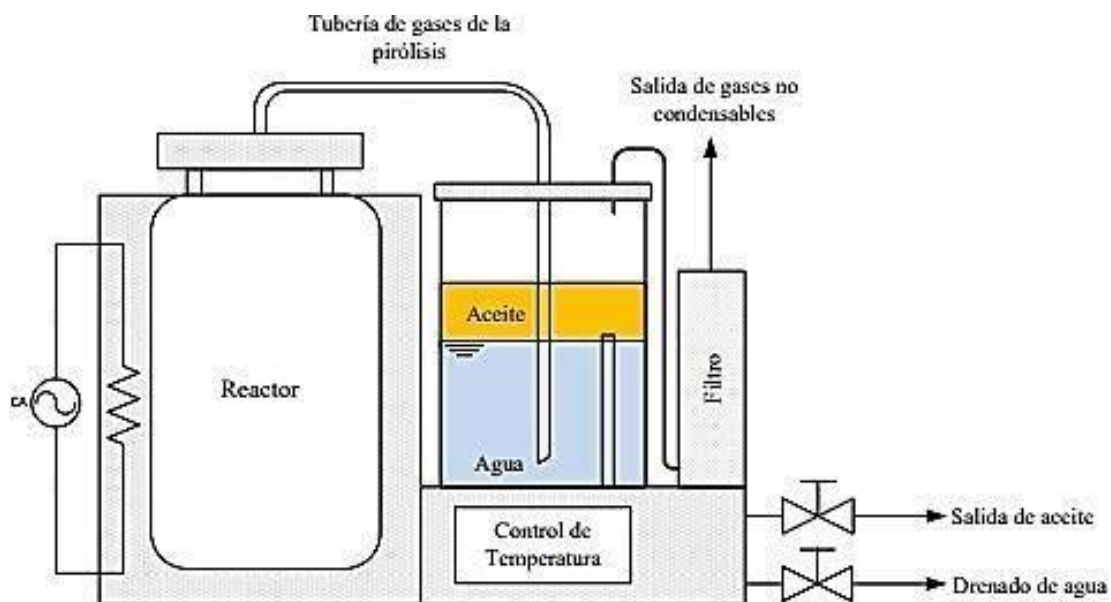 Tubería de gases de la
pirólisis
Salida de gases no
condensables
Aceite
Reactor
Filtro
CA
Agua
Control de
Temperatura
Salida de aceite
Drenado de agua